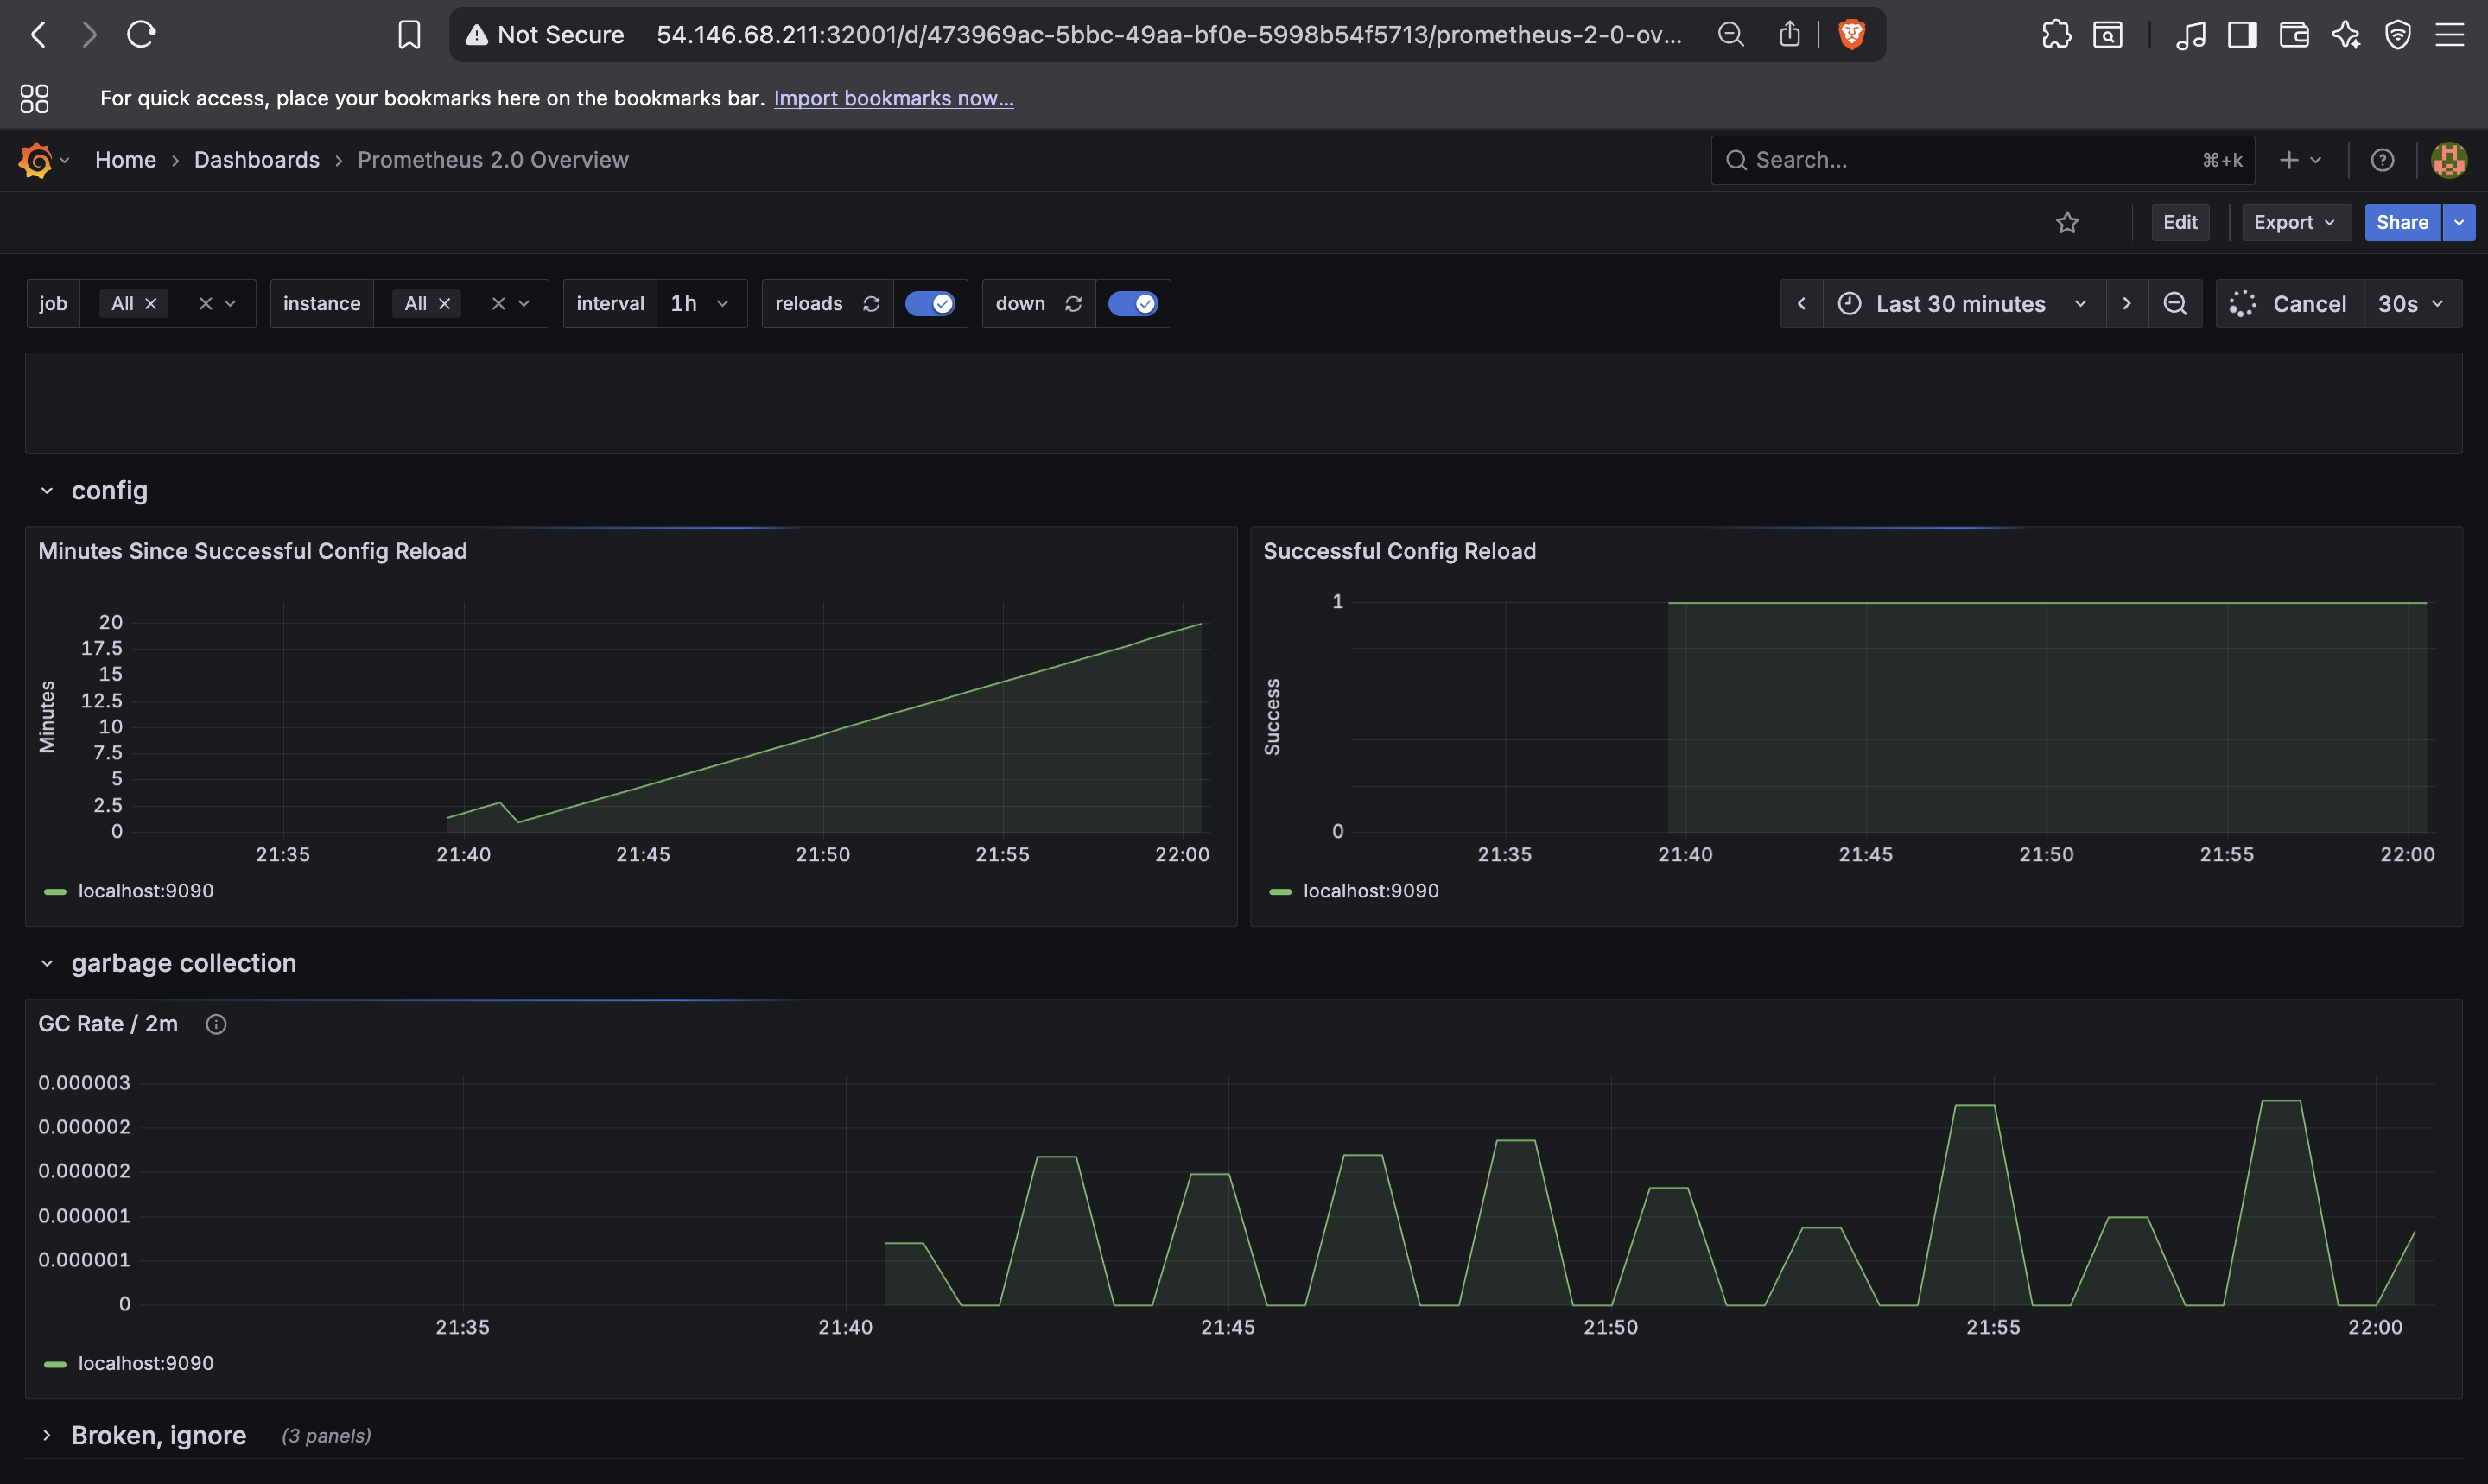 Not Secure 54.146.68.211:32001/d/473969ac-5bbc-49aa-bf0e-5998b54f5713/prometheus-2-0-ov...
For quick access, place your bookmarks here on the bookmarks bar. Import bookmarks now...
Home › Dashboards › Prometheus 2.0 Overview Search... ⌘+k
Edit Export Share
job All instance All interval 1h reloads down Last 30 minutes Cancel 30s
config
Minutes Since Successful Config Reload
Minutes
20
17.5
15
12.5
10
7.5
5
2.5
0
21:35 21:40 21:45 21:50 21:55 22:00
localhost:9090
Successful Config Reload
Success
1
0
21:35 21:40 21:45 21:50 21:55 22:00
localhost:9090
garbage collection
GC Rate / 2m
0.000003
0.000002
0.000002
0.000001
0.000001
0
21:35 21:40 21:45 21:50 21:55 22:00
localhost:9090
Broken, ignore (3 panels)